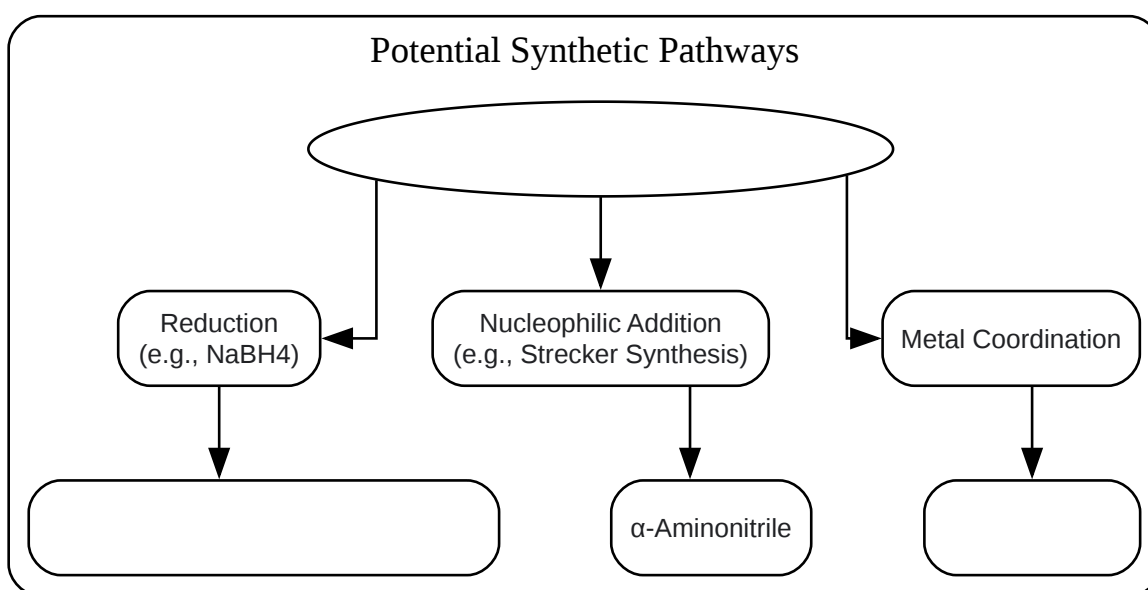 Potential Synthetic Pathways
Reduction
(e.g., NaBH4)
Nucleophilic Addition
(e.g., Strecker Synthesis)
Metal Coordination
α-Aminonitrile